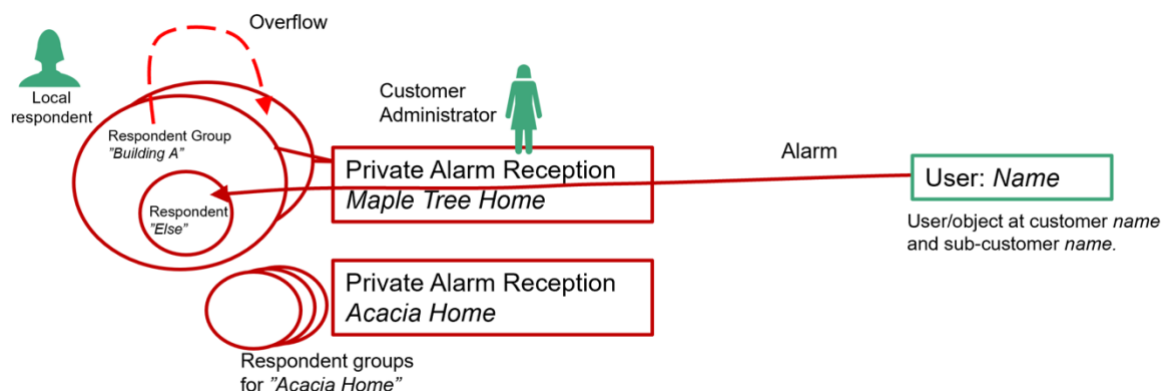 Overflow
Local
respondent
Customer
Administrator
Respondent Group
"Building A"
Respondent
"Else"
Private Alarm Reception
Maple Tree Home
Alarm
User: Name
User/object at customer name
and sub-customer name.
Private Alarm Reception
Acacia Home
Respondent groups
for "Acacia Home"